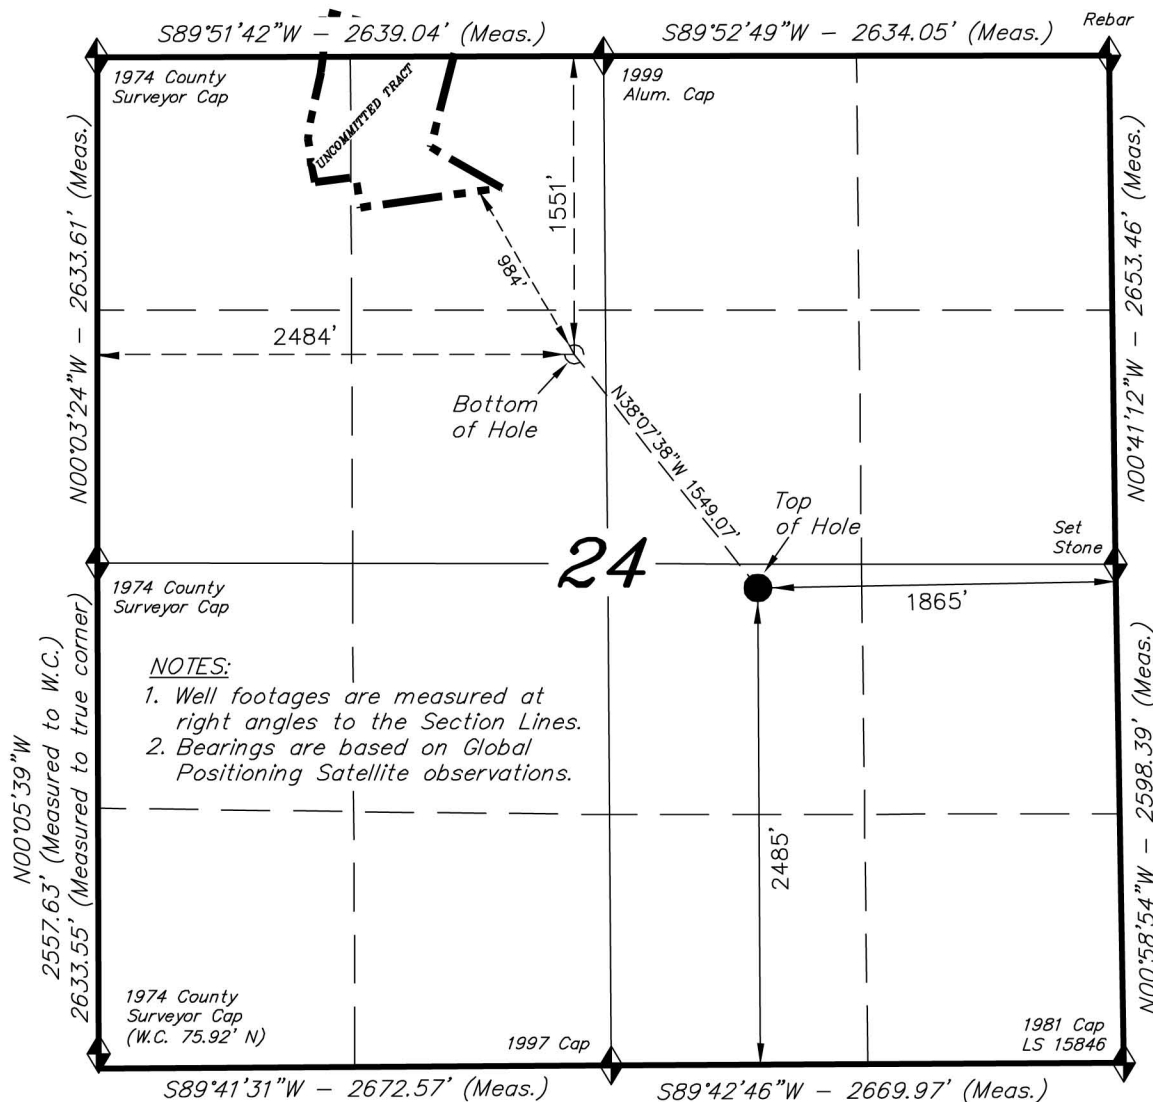 S89°51'42"W – 2639.04' (Meas.)
S89°52'49"W – 2634.05' (Meas.)
Rebar
1974 County
Surveyor Cap
UNCOMMITTED TRACT
1999
Alum. Cap
N00°03'24"W – 2633.61' (Meas.)
1551'
984'
N00°41'12"W – 2653.46' (Meas.)
2484'
Bottom
of Hole
N38°07'38"W 1549.07'
Top
of Hole
Set
Stone
24
1974 County
Surveyor Cap
1865'
NOTES:
1. Well footages are measured at
right angles to the Section Lines.
2. Bearings are based on Global
Positioning Satellite observations.
N00°05'39"W
2557.63' (Measured to W.C.)
2633.55' (Measured to true corner)
2485'
N00°58'54"W – 2598.39' (Meas.)
1974 County
Surveyor Cap
(W.C. 75.92' N)
1997 Cap
1981 Cap
LS 15846
S89°41'31"W – 2672.57' (Meas.)
S89°42'46"W – 2669.97' (Meas.)